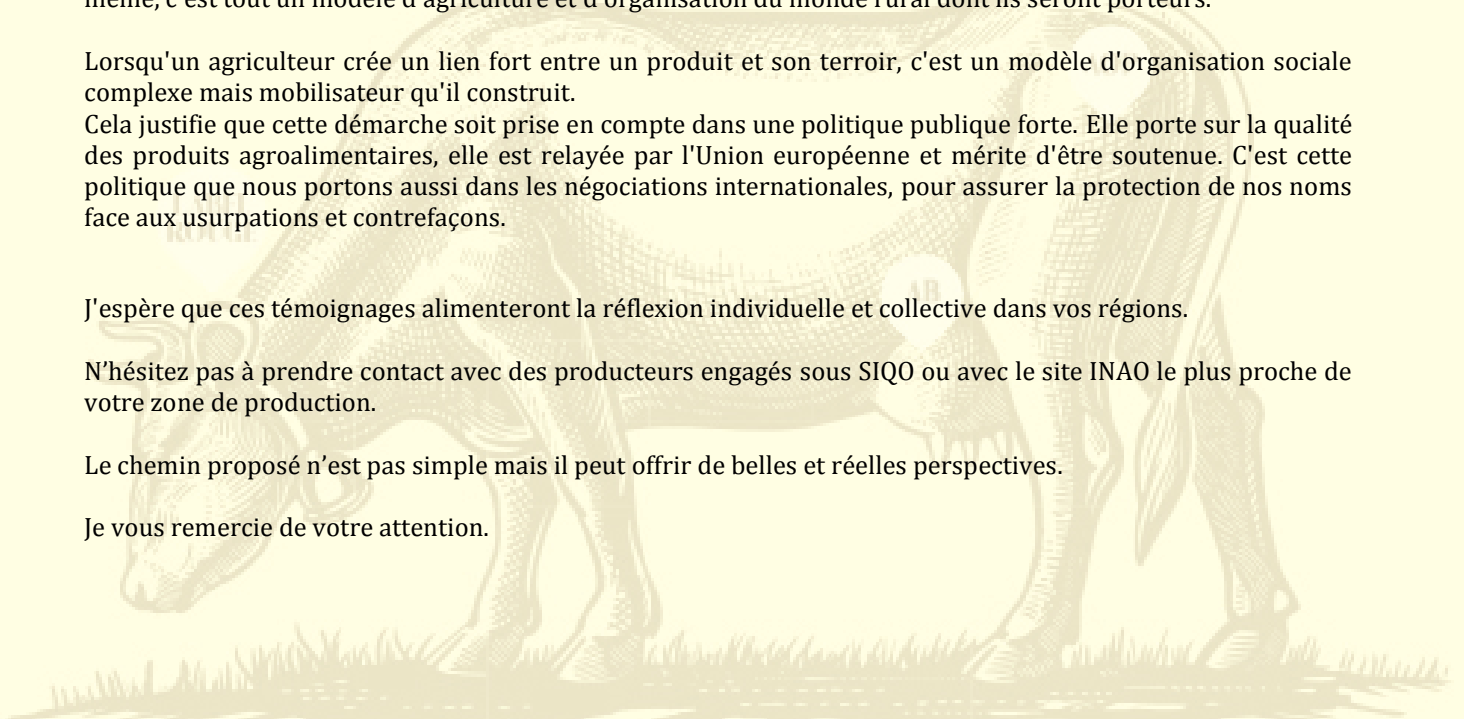 même, c'est tout un modèle d'agriculture et d'organisation du monde rural dont ils seront porteurs.
Lorsqu'un agriculteur crée un lien fort entre un produit et son terroir, c'est un modèle d'organisation sociale
complexe mais mobilisateur qu'il construit.
Cela justifie que cette démarche soit prise en compte dans une politique publique forte. Elle porte sur la qualité
des produits agroalimentaires, elle est relayée par l'Union européenne et mérite d'être soutenue. C'est cette
politique que nous portons aussi dans les négociations internationales, pour assurer la protection de nos noms
face aux usurpations et contrefaçons.
ROUGE
AB
J'espère que ces témoignages alimenteront la réflexion individuelle et collective dans vos régions.
N’hésitez pas à prendre contact avec des producteurs engagés sous SIQO ou avec le site INAO le plus proche de
votre zone de production.
Le chemin proposé n’est pas simple mais il peut offrir de belles et réelles perspectives.
Je vous remercie de votre attention.